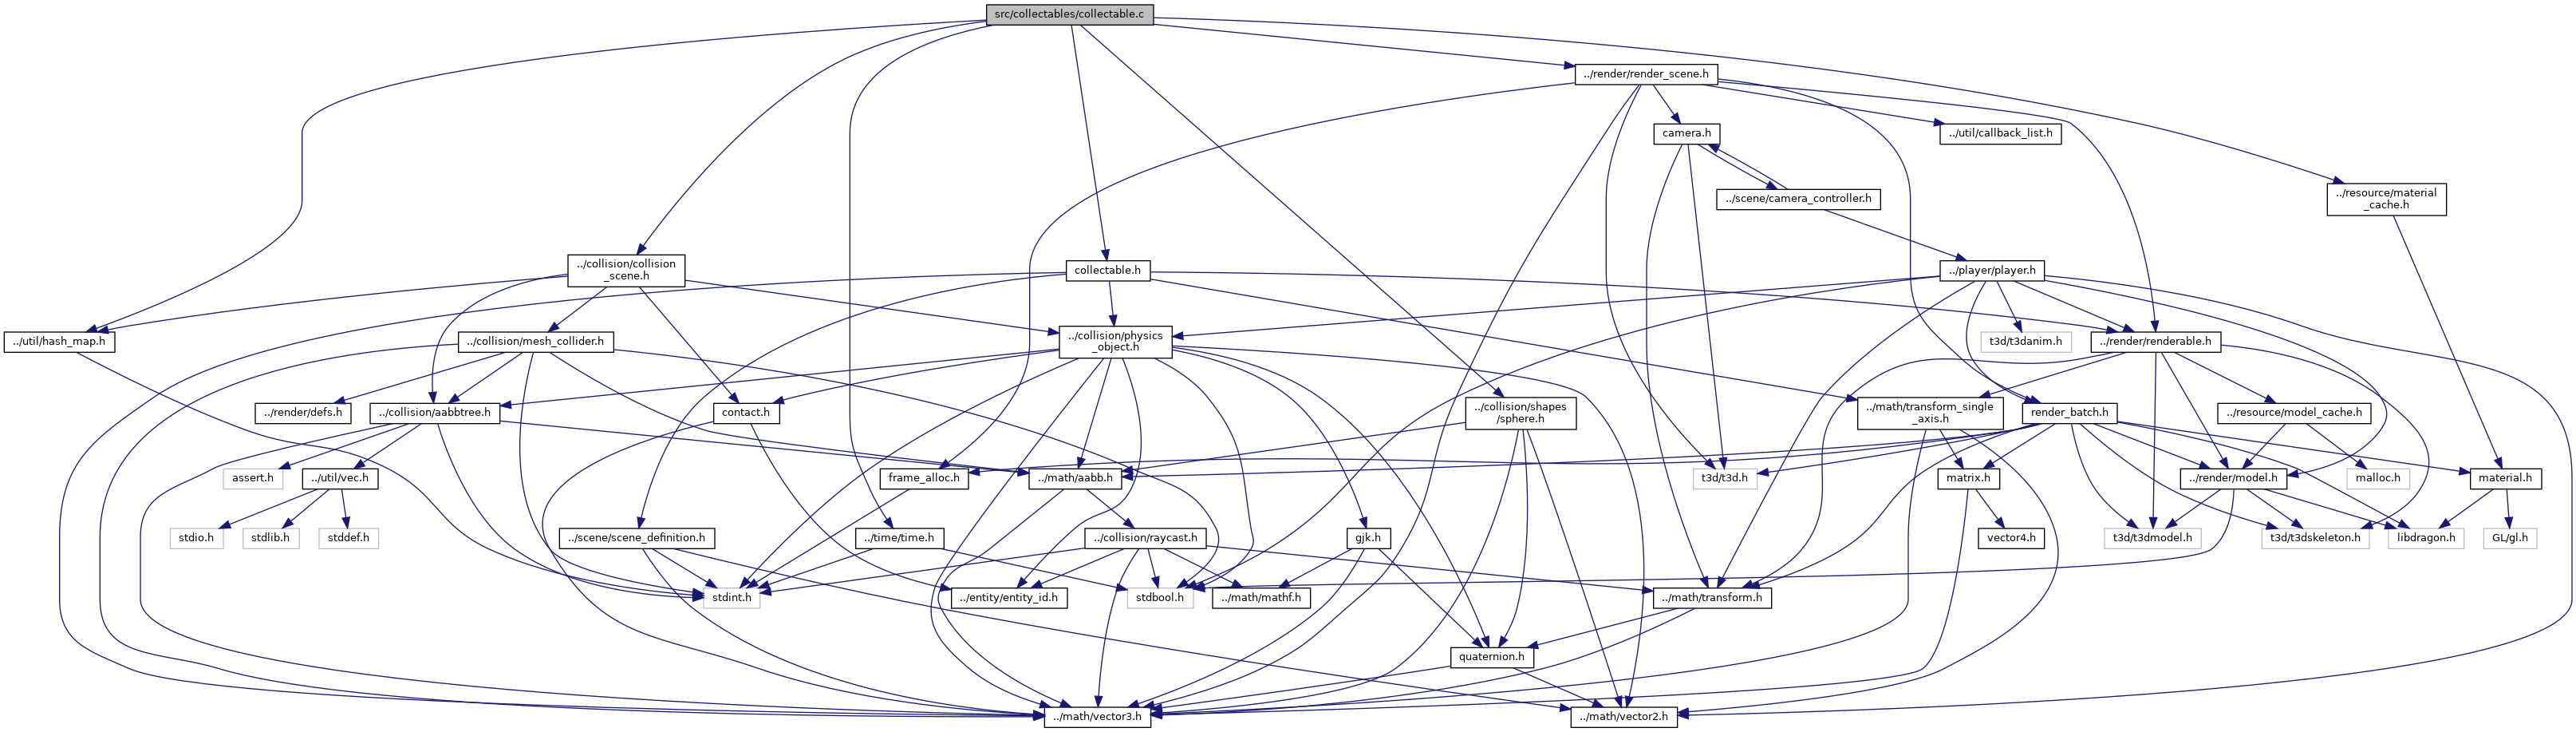 src/collectables/collectable.c
../render/render_scene.h
camera.h
../util/callback_list.h
../scene/camera_controller.h
../resource/material
_cache.h
../collision/collision
_scene.h
collectable.h
../player/player.h
../util/hash_map.h
../collision/mesh_collider.h
../collision/physics
_object.h
t3d/t3danim.h
../render/renderable.h
../render/defs.h
../collision/aabbtree.h
contact.h
../collision/shapes
/sphere.h
../math/transform_single
_axis.h
render_batch.h
../resource/model_cache.h
assert.h
../util/vec.h
frame_alloc.h
../math/aabb.h
t3d/t3d.h
matrix.h
../render/model.h
malloc.h
material.h
stdio.h
stdlib.h
stddef.h
../scene/scene_definition.h
../time/time.h
../collision/raycast.h
gjk.h
vector4.h
t3d/t3dmodel.h
t3d/t3dskeleton.h
libdragon.h
GL/gl.h
stdint.h
../entity/entity_id.h
stdbool.h
../math/mathf.h
../math/transform.h
quaternion.h
../math/vector3.h
../math/vector2.h